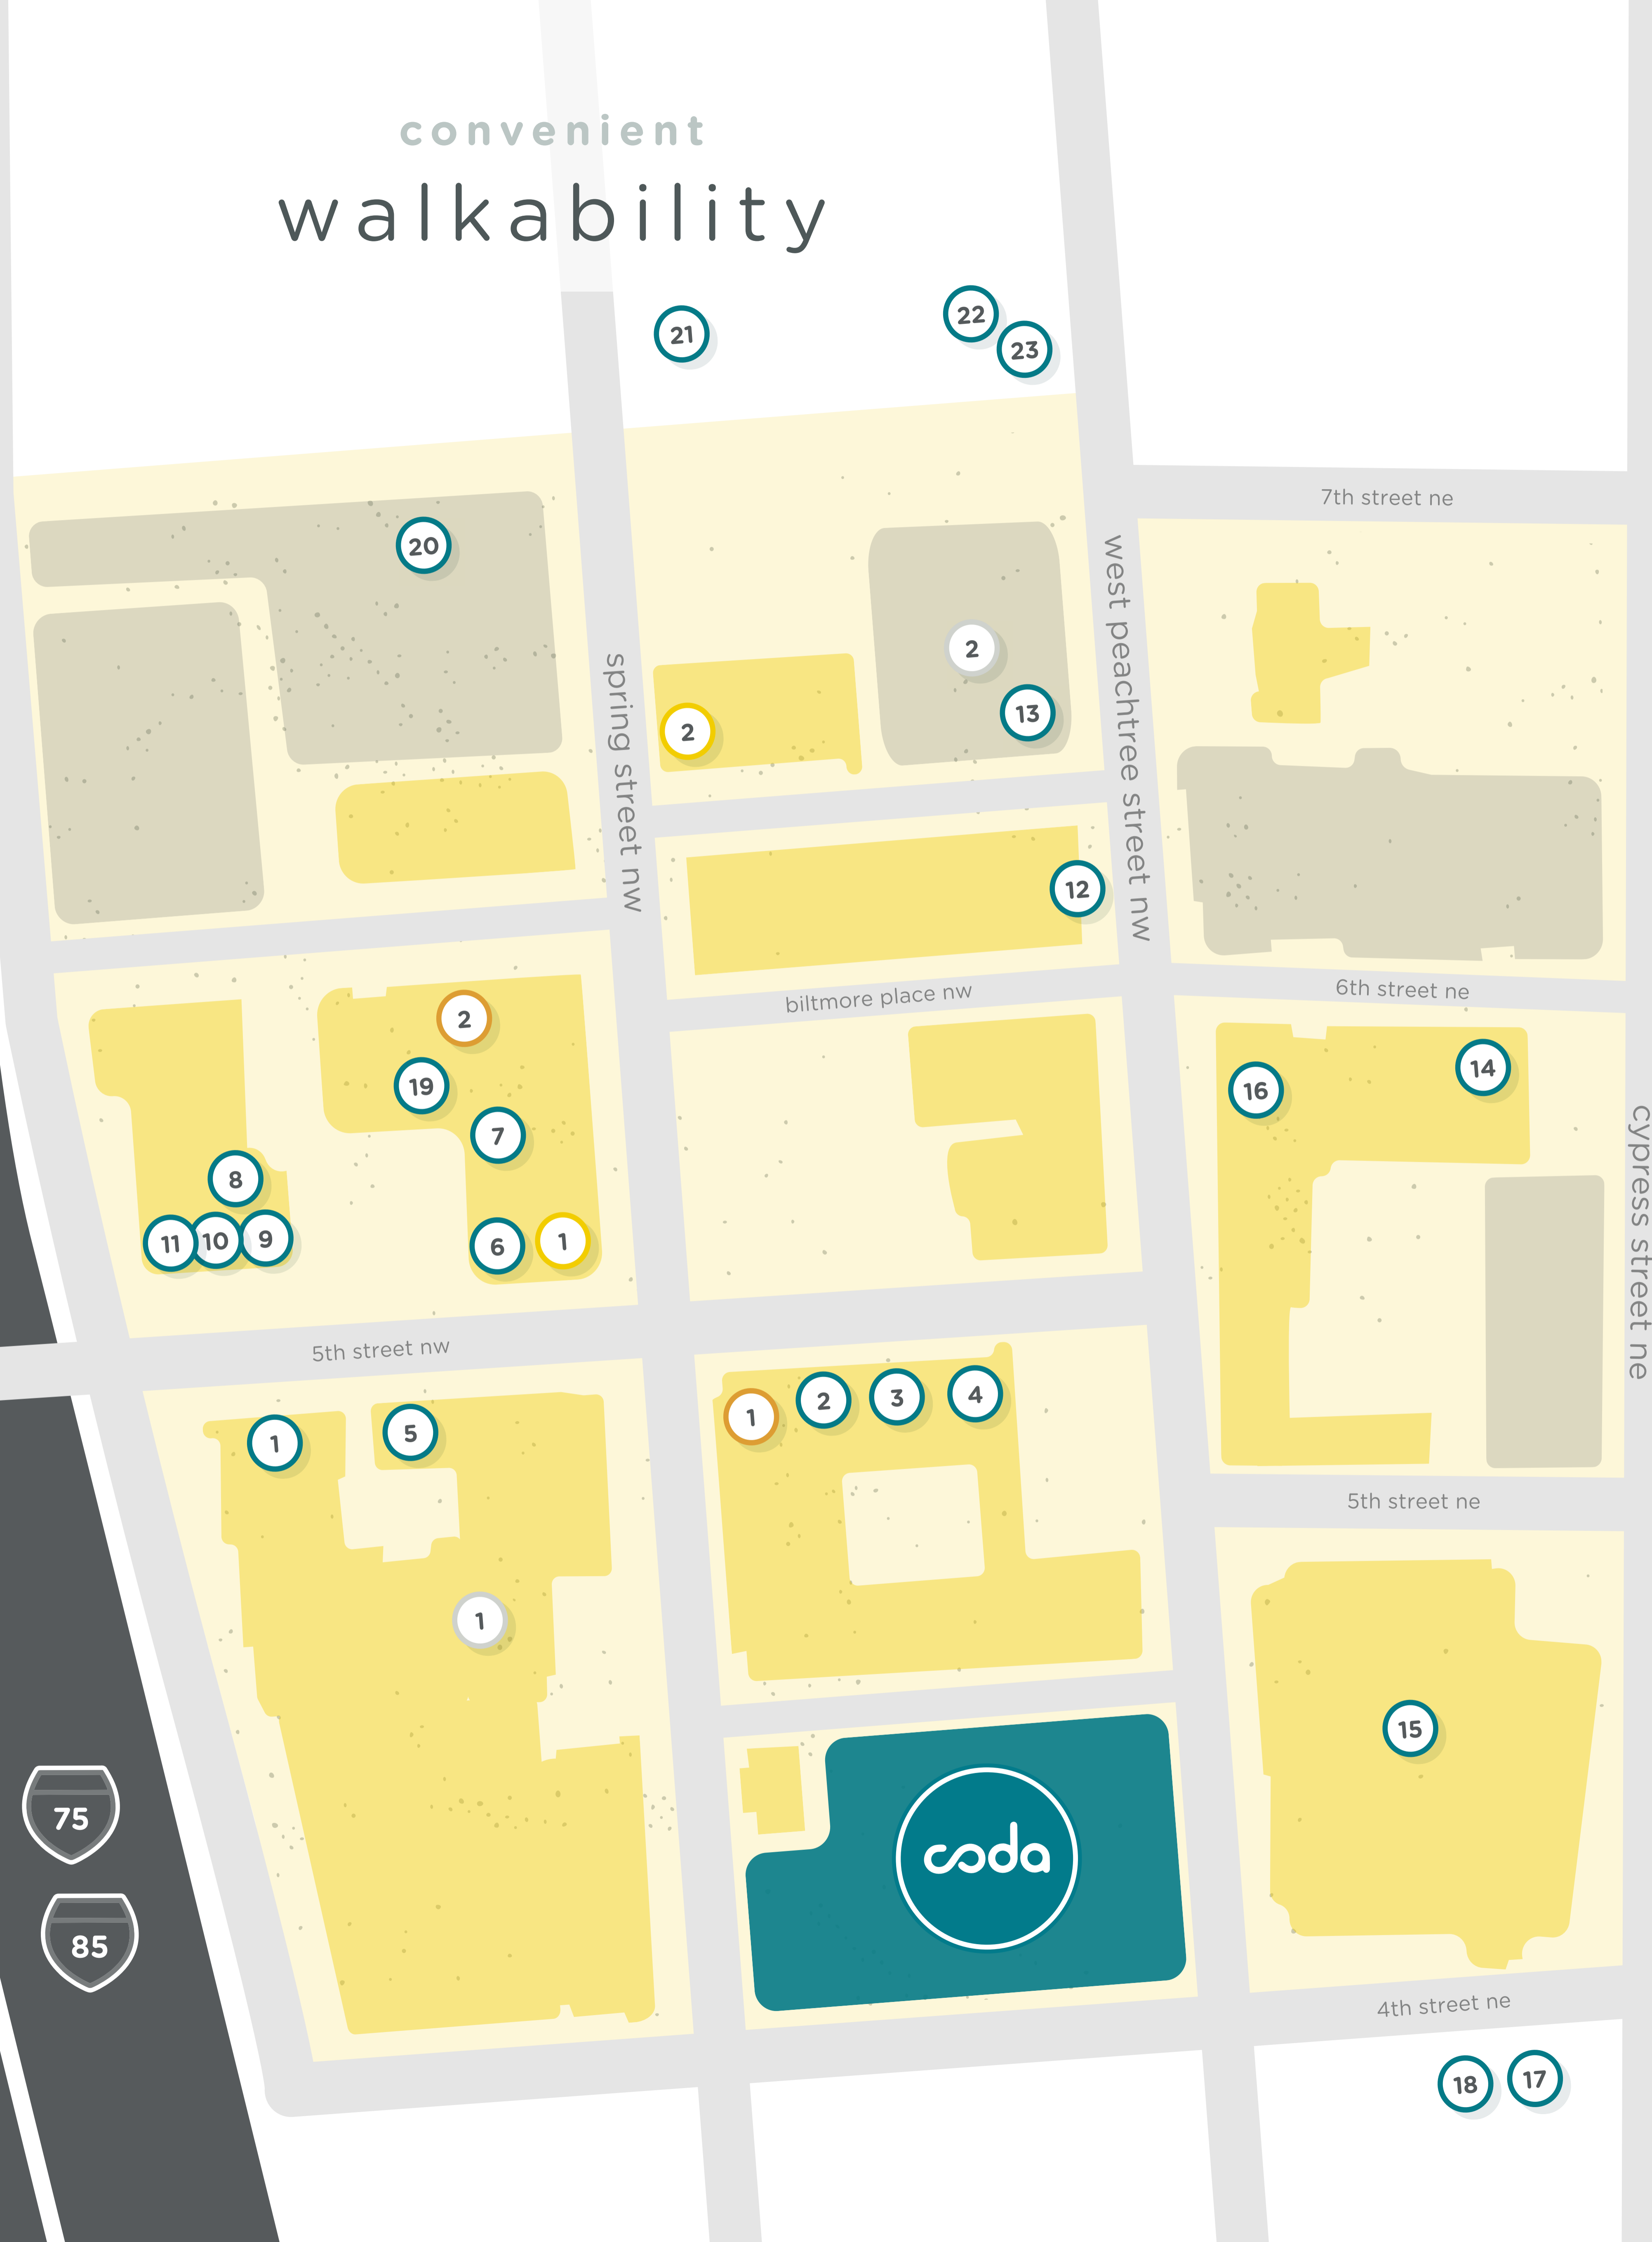 convenient
walkability
21
22
23
7th street ne
20
west peachtree street nw
spring street nw
2
13
2
12
6th street ne
biltmore place nw
2
16
14
19
7
cypress street ne
8
11
10
9
6
1
5th street nw
1
5
1
2
3
4
5th street ne
1
15
75
coda
85
4th street ne
18
17